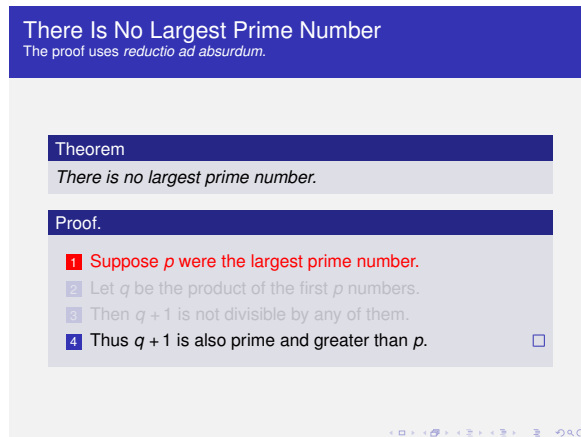 There Is No Largest Prime Number
The proof uses reductio ad absurdum.
Theorem
There is no largest prime number.
Proof.
1 Suppose p were the largest prime number.
2 Let q be the product of the first p numbers.
3 Then q + 1 is not divisible by any of them.
4 Thus q + 1 is also prime and greater than p.